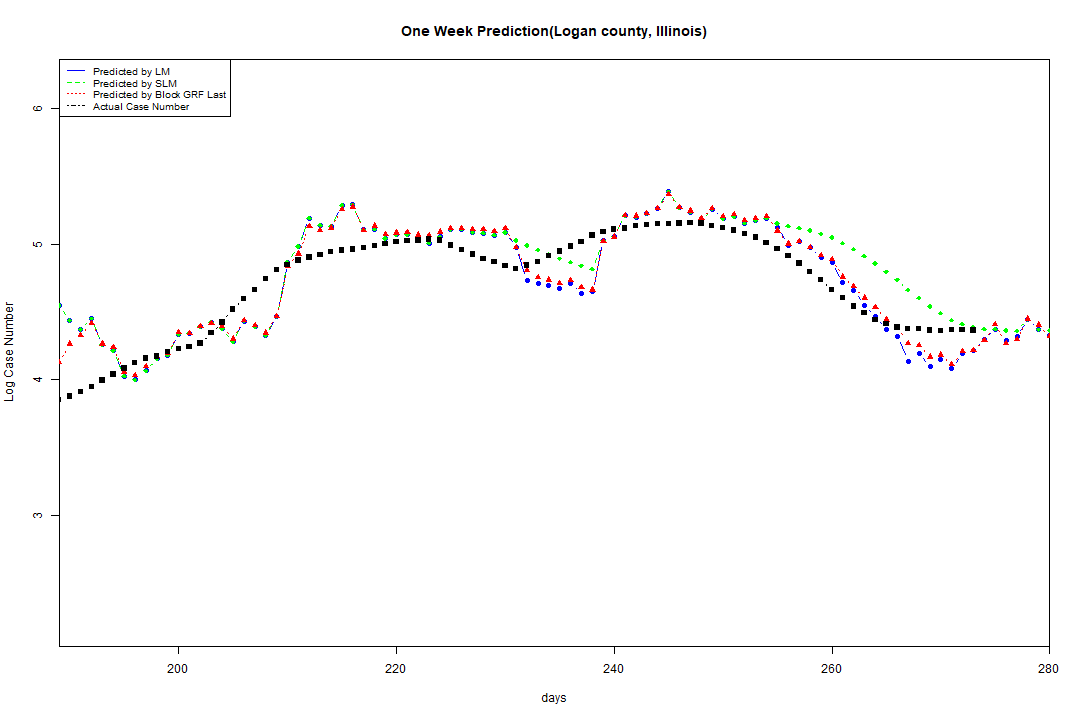 One Week Prediction(Logan county, Illinois)
Predicted by LM
Predicted by SLM
Predicted by Block GRF Last
Actual Case Number
6
5
4
3
Log Case Number
200
220
240
260
280
days